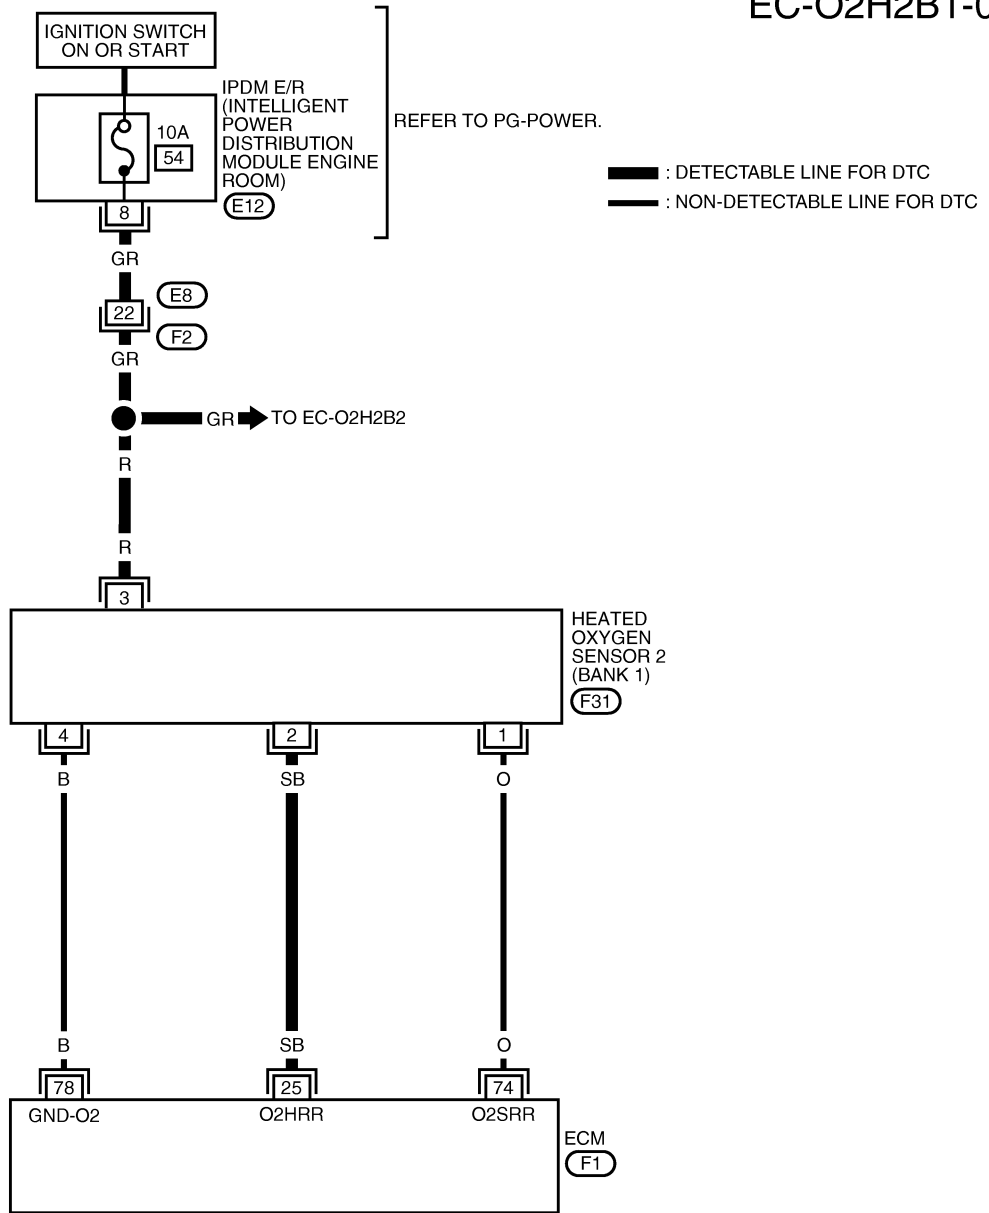 EC-O2H2B1-0
IGNITION SWITCH
ON OR START
IPDM E/R
(INTELLIGENT
POWER
DISTRIBUTION
MODULE ENGINE
ROOM)
E12
10A
54
8
REFER TO PG-POWER.
: DETECTABLE LINE FOR DTC
: NON-DETECTABLE LINE FOR DTC
GR
E8
22
F2
GR
GR
TO EC-O2H2B2
R
R
3
HEATED
OXYGEN
SENSOR 2
(BANK 1)
F31
4
2
1
B
SB
O
B
SB
O
78
25
74
GND-O2
O2HRR
O2SRR
ECM
F1